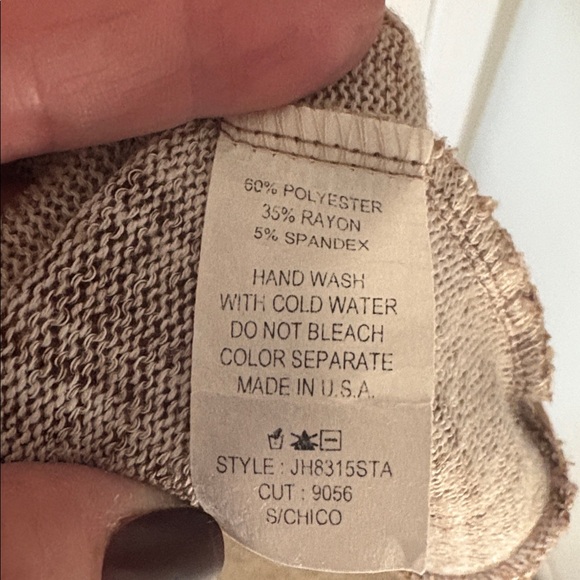 60% POLYESTER
35% RAYON
5% SPANDEX
HAND WASH
WITH COLD WATER
DO NOT BLEACH
COLOR SEPARATE
MADE IN U.S.A.
STYLE : JH8315STA
CUT : 9056
S/CHICO